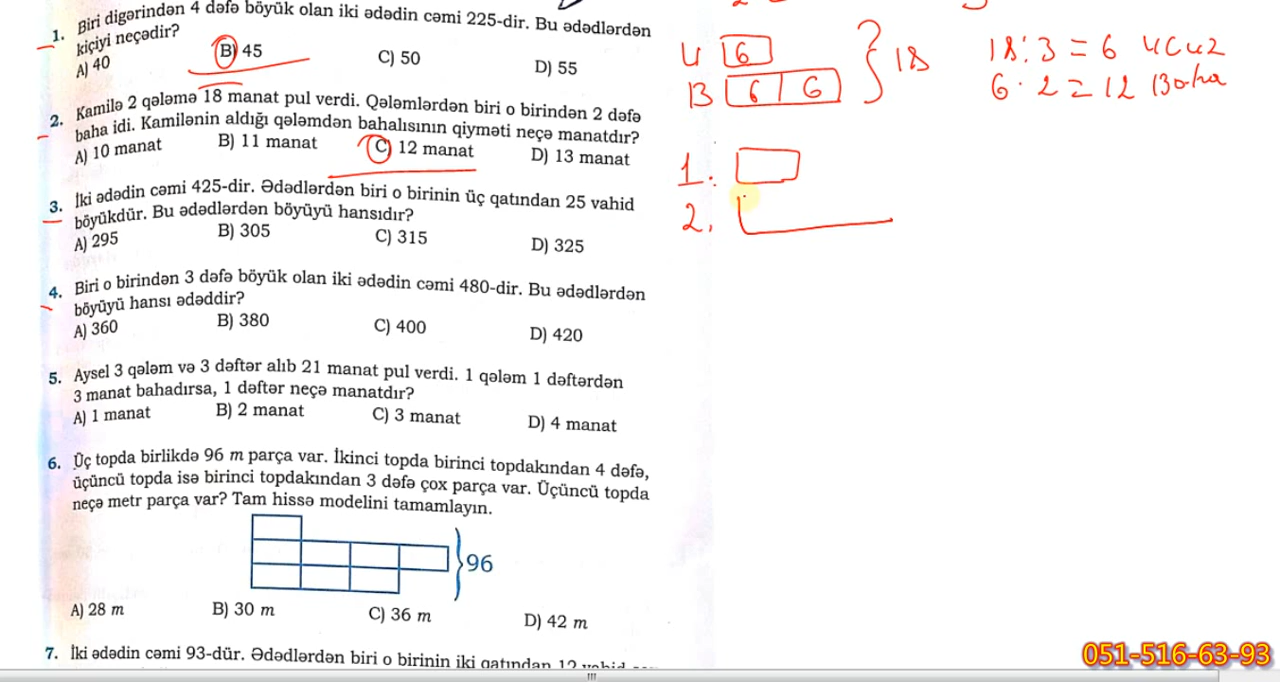 1. Biri digərindən 4 dəfə böyük olan iki ədədin cəmi 225-dir. Bu ədədlərdən
kiçiyi neçədir?
A) 40 B) 45 C) 50 D) 55
2. Kamilə 2 qələmə 18 manat pul verdi. Qələmlərdən biri o birindən 2 dəfə
baha idi. Kamilənin aldığı qələmdən bahalısının qiyməti neçə manatdır?
A) 10 manat B) 11 manat C) 12 manat D) 13 manat
3. İki ədədin cəmi 425-dir. Ədədlərdən biri o birinin üç qatından 25 vahid
böyükdür. Bu ədədlərdən böyüyü hansıdır?
A) 295 B) 305 C) 315 D) 325
4. Biri o birindən 3 dəfə böyük olan iki ədədin cəmi 480-dir. Bu ədədlərdən
böyüyü hansı ədəddir?
A) 360 B) 380 C) 400 D) 420
5. Aysel 3 qələm və 3 dəftər alıb 21 manat pul verdi. 1 qələm 1 dəftərdən
3 manat bahadırsa, 1 dəftər neçə manatdır?
A) 1 manat B) 2 manat C) 3 manat D) 4 manat
6. Üç topda birlikdə 96 m parça var. İkinci topda birinci topdakından 4 dəfə,
üçüncü topda isə birinci topdakından 3 dəfə çox parça var. Üçüncü topda
neçə metr parça var? Tam hissə modelini tamamlayın.
96
A) 28 m B) 30 m C) 36 m D) 42 m
7. İki ədədin cəmi 93-dür. Ədədlərdən biri o birinin iki qatından 12 vahid
U 6 ? 18
B 6 6
18:3=6 ucuz
6·2=12 Baha
1.
2.
051-516-63-93